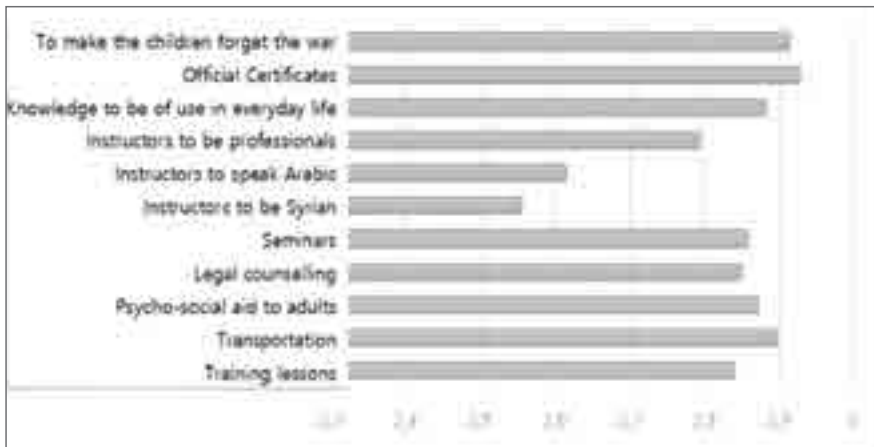 To make the children forget the war
Official Certificates
Knowledge to be of use in everyday life
Instructors to be professionals
Instructors to speak Arabic
Instructors to be Syrian
Seminars
Legal counselling
Psycho-social aid to adults
Transportation
Training lessons